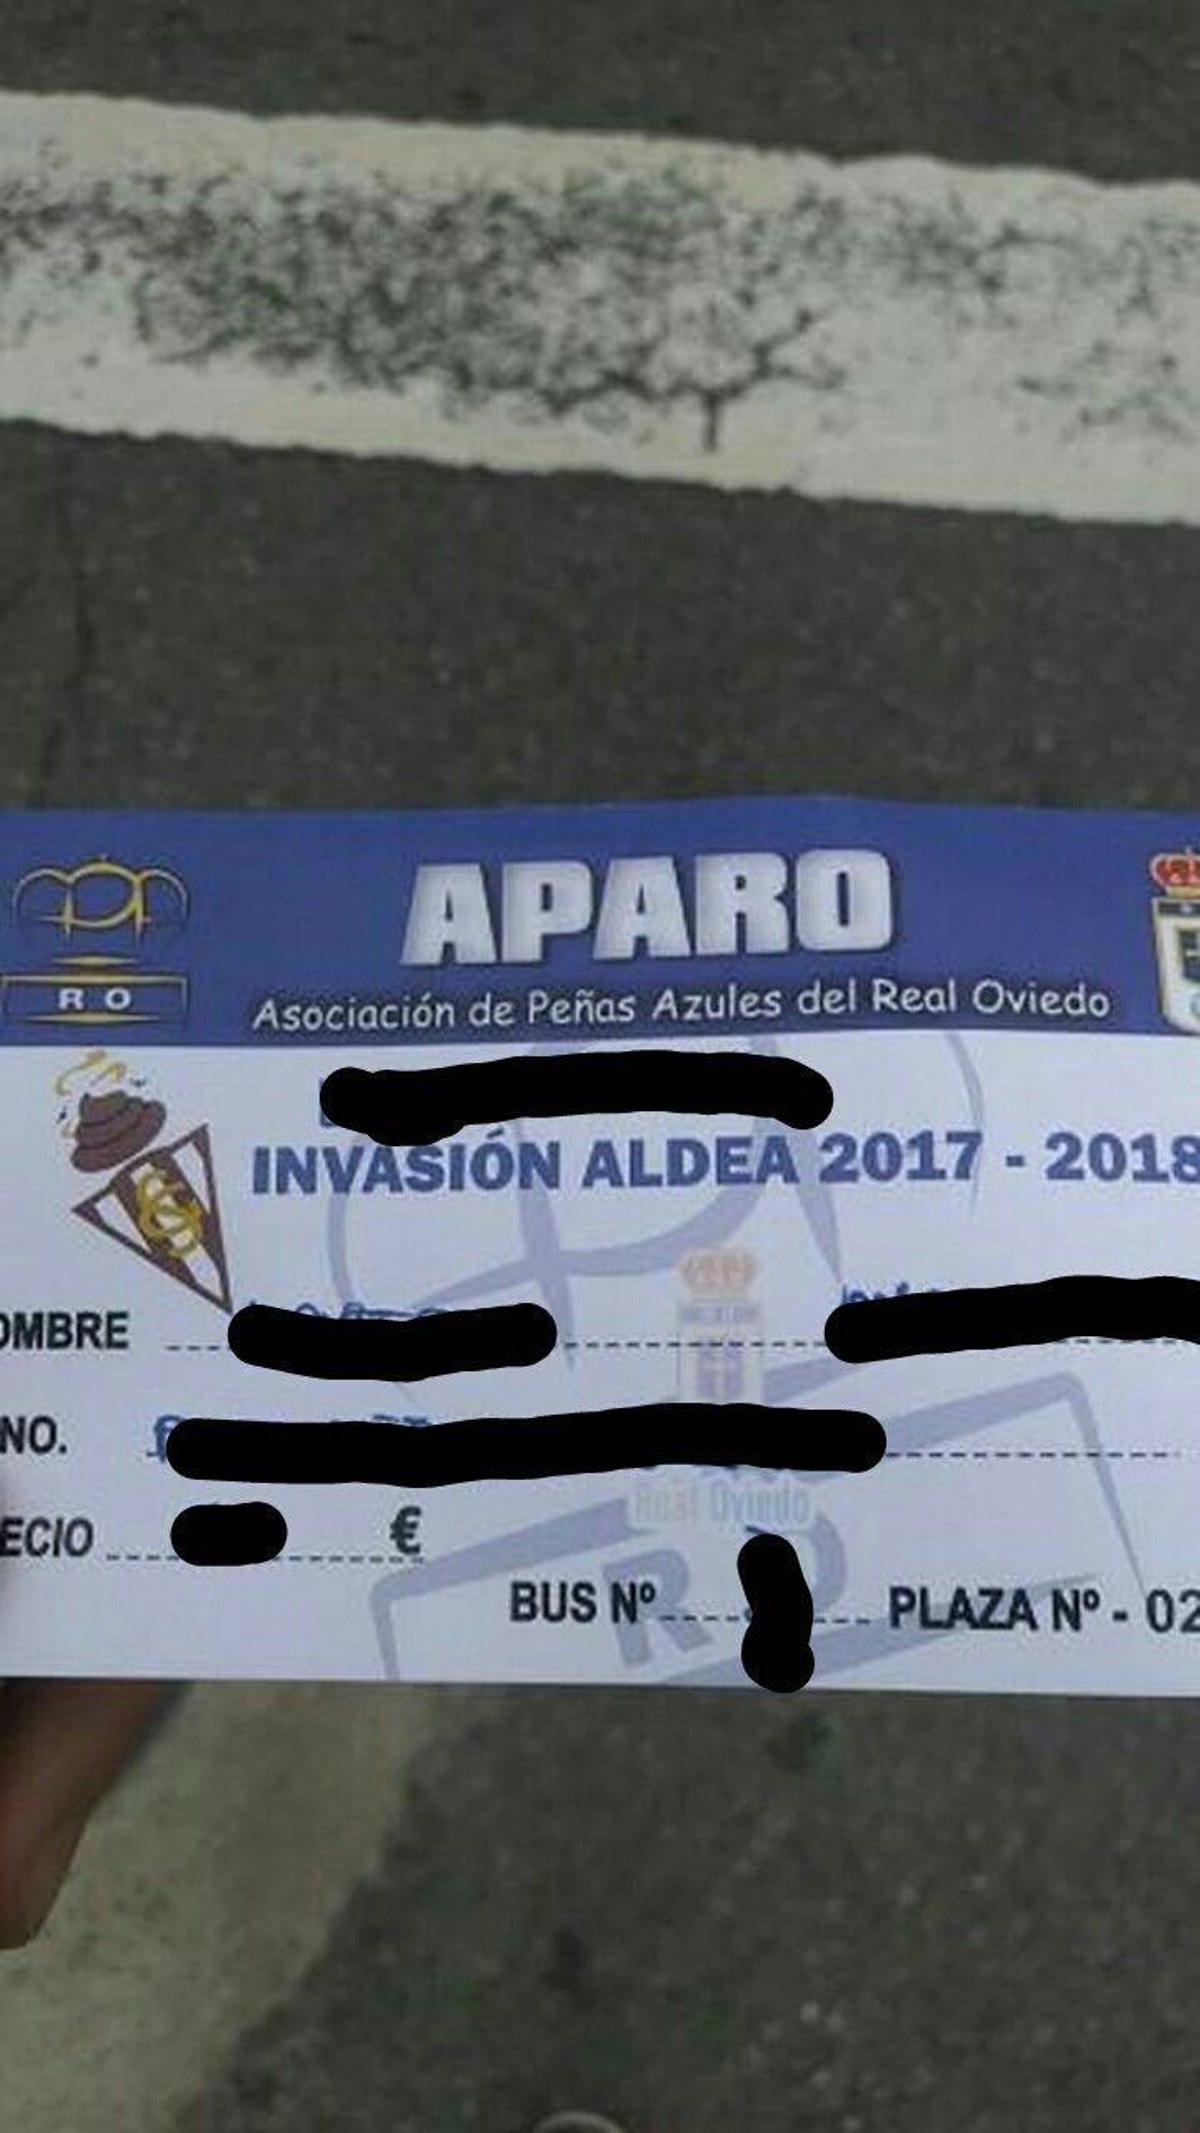 APARO
R O
Asociación de Peñas Azules del Real Oviedo
INVASIÓN ALDEA 2017 - 2018
OMBRE
NO.
ECIO €
Real Oviedo
RO
BUS Nº PLAZA Nº - 02